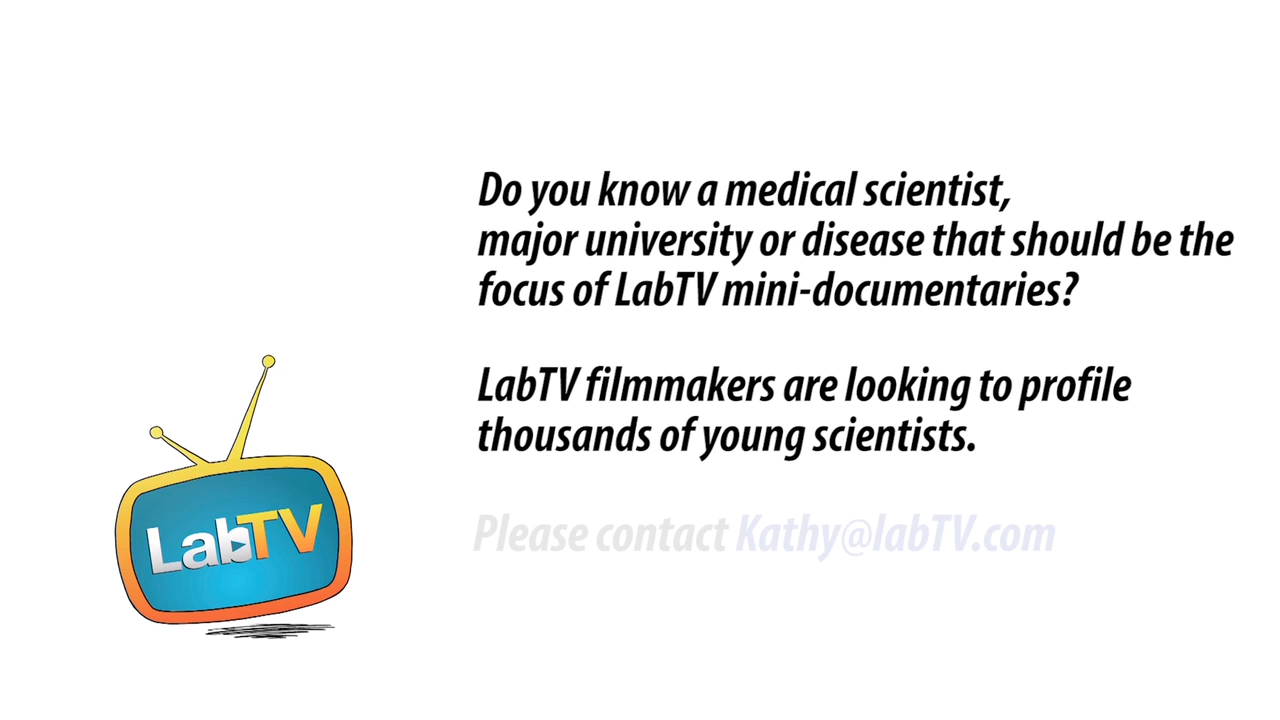 Do you know a medical scientist,
major university or disease that should be the
focus of LabTV mini-documentaries?
LabTV filmmakers are looking to profile
thousands of young scientists.
LabTV
Please contact Kathy@labTV.com